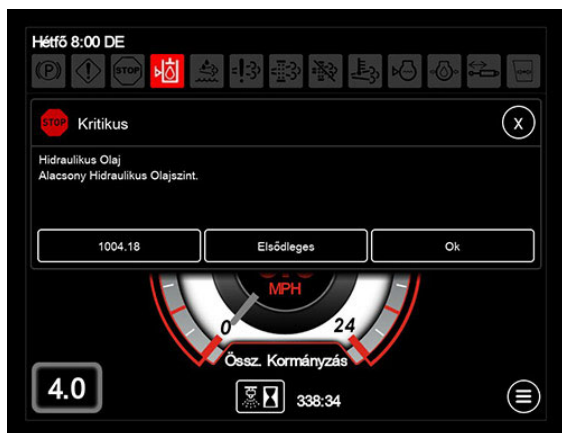 Hétfő 8:00 DE
(P) STOP
STOP Kritikus X
Hidraulikus Olaj
Alacsony Hidraulikus Olajszint.
1004.18 Elsődleges Ok
MPH
0 24
Össz. Kormányzás
4.0 338:34